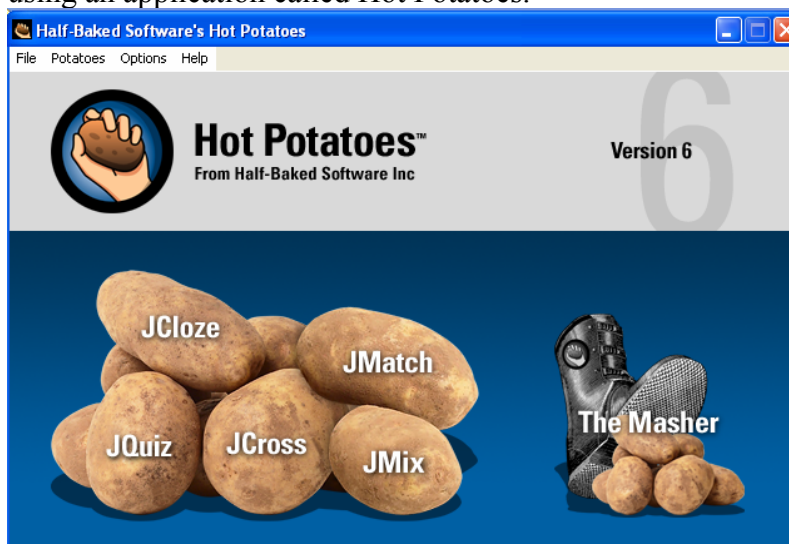 using an application called Hot Potatoes.
Half-Baked Software's Hot Potatoes
File Potatoes Options Help
Hot Potatoes™
From Half-Baked Software Inc
6
Version 6
JCloze
JMatch
JQuiz
JCross
JMix
The Masher